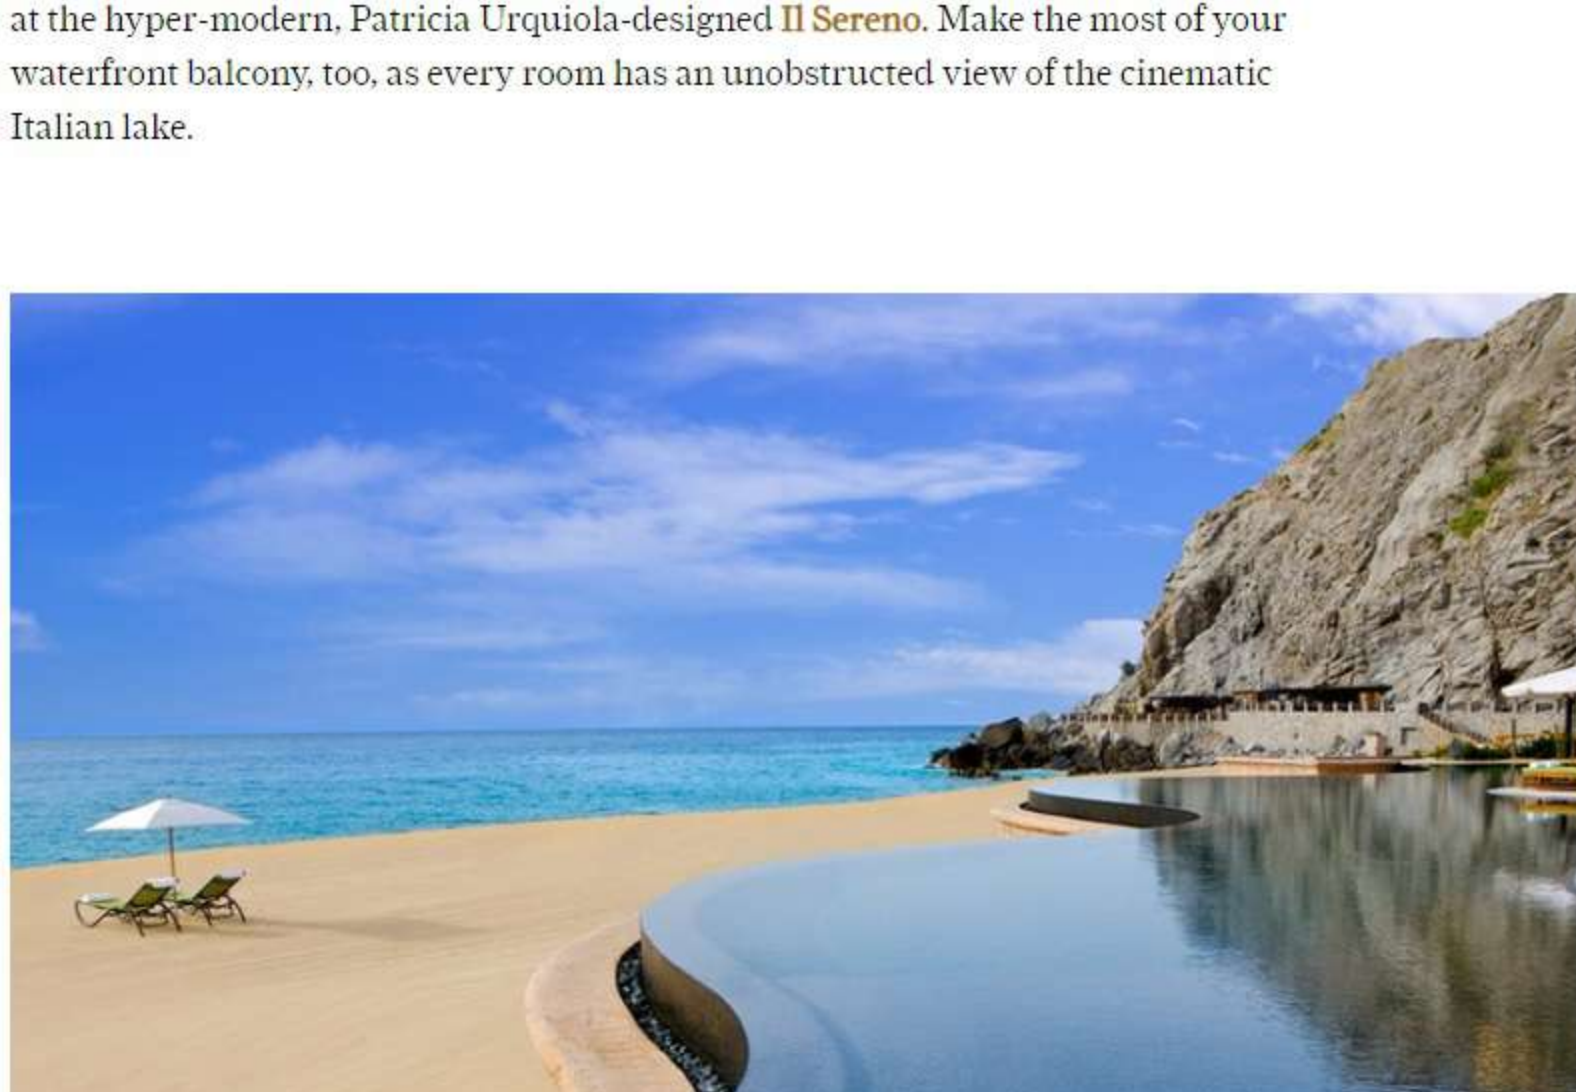 at the hyper-modern, Patricia Urquiola-designed Il Sereno. Make the most of your
waterfront balcony, too, as every room has an unobstructed view of the cinematic
Italian lake.